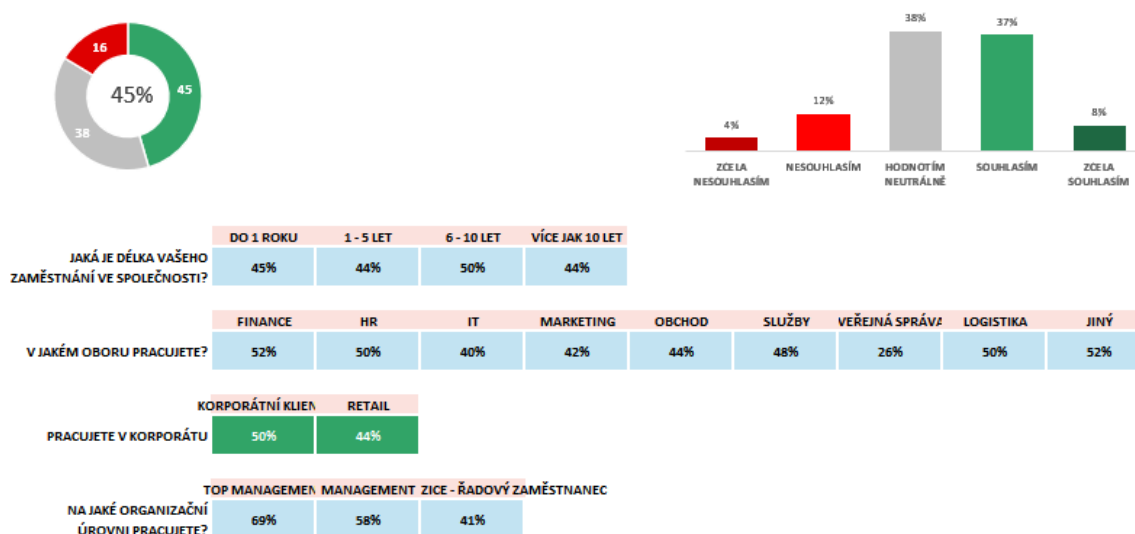 16
45
45%
38
4%
12%
38%
37%
8%
ZCELA NESOUHLASÍM
NESOUHLASÍM
HODNOTÍM NEUTRÁLNĚ
SOUHLASÍM
ZCELA SOUHLASÍM
DO 1 ROKU 1 - 5 LET 6 - 10 LET VÍCE JAK 10 LET
JAKÁ JE DÉLKA VAŠEHO
ZAMĚSTNÁNÍ VE SPOLEČNOSTI?
45% 44% 50% 44%
FINANCE HR IT MARKETING OBCHOD SLUŽBY VEŘEJNÁ SPRÁVA LOGISTIKA JINÝ
V JAKÉM OBORU PRACUJETE? 52% 50% 40% 42% 44% 48% 26% 50% 52%
KORPORÁTNÍ KLIEN RETAIL
PRACUJETE V KORPORÁTU 50% 44%
TOP MANAGEMEN MANAGEMENT ZICE - ŘADOVÝ ZAMĚSTNANEC
NA JAKÉ ORGANIZAČNÍ
ÚROVNI PRACUJETE?
69% 58% 41%